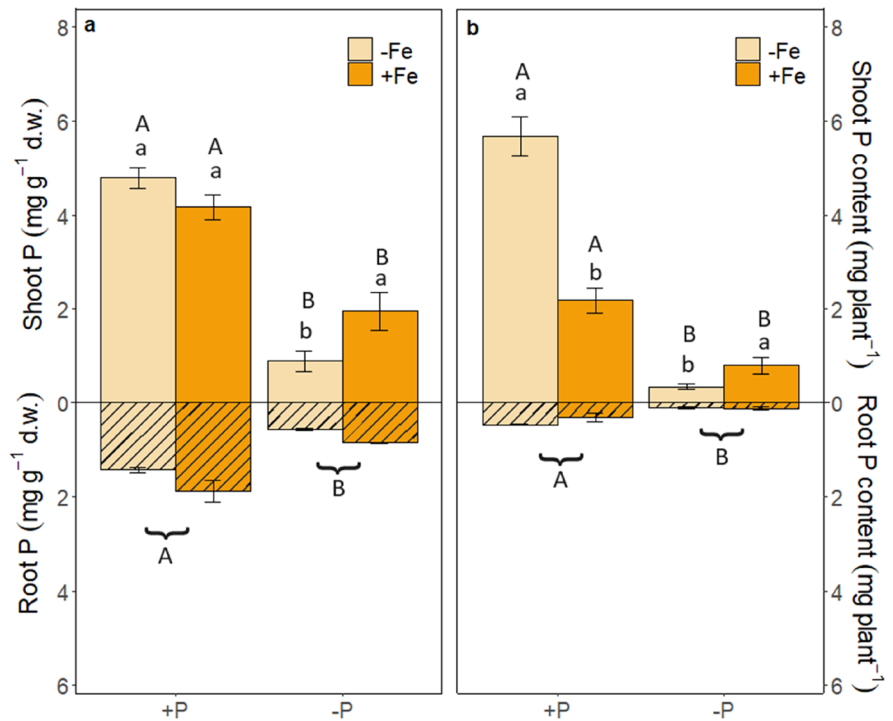 a
-Fe
+Fe
b
-Fe
+Fe
8
6
4
2
0
2
4
6
8
6
4
2
0
2
4
6
8
Shoot P (mg g⁻¹ d.w.)
Root P (mg g⁻¹ d.w.)
Shoot P content (mg plant⁻¹)
Root P content (mg plant⁻¹)
A
a
A
a
B
b
B
a
A
B
A
a
A
b
B
b
B
a
A
B
+P
-P
+P
-P